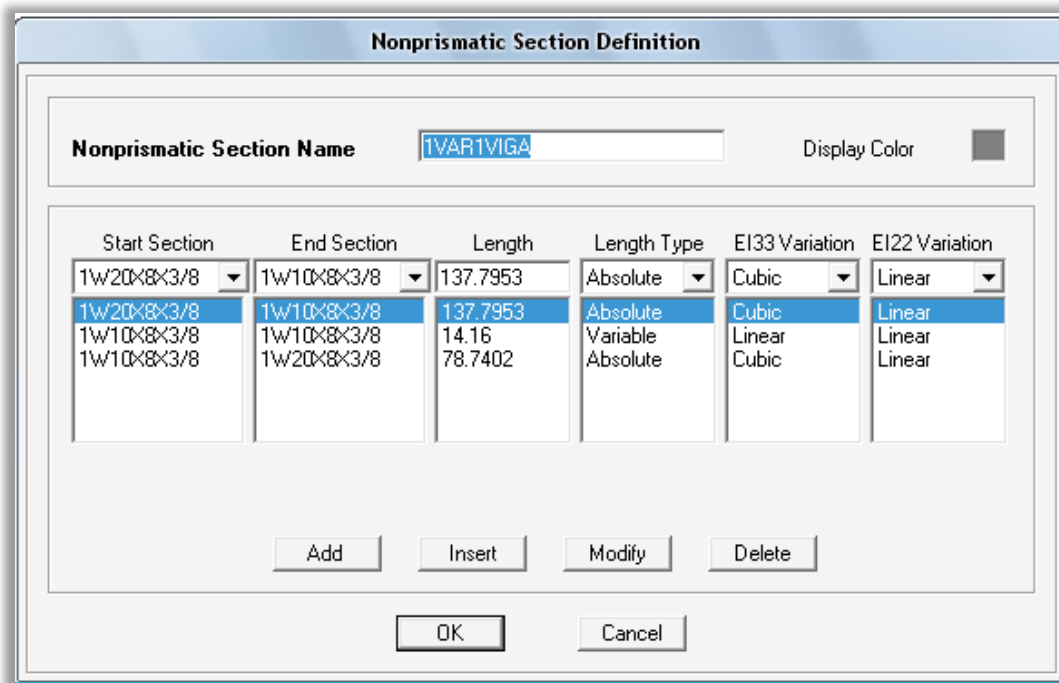 Nonprismatic Section Definition
Nonprismatic Section Name 1VAR1VIGA Display Color
Start Section End Section Length Length Type EI33 Variation EI22 Variation
1W20X8X3/8 1W10X8X3/8 137.7953 Absolute Cubic Linear
1W20X8X3/8 1W10X8X3/8 137.7953 Absolute Cubic Linear
1W10X8X3/8 1W10X8X3/8 14.16 Variable Linear Linear
1W10X8X3/8 1W20X8X3/8 78.7402 Absolute Cubic Linear
Add Insert Modify Delete
OK Cancel